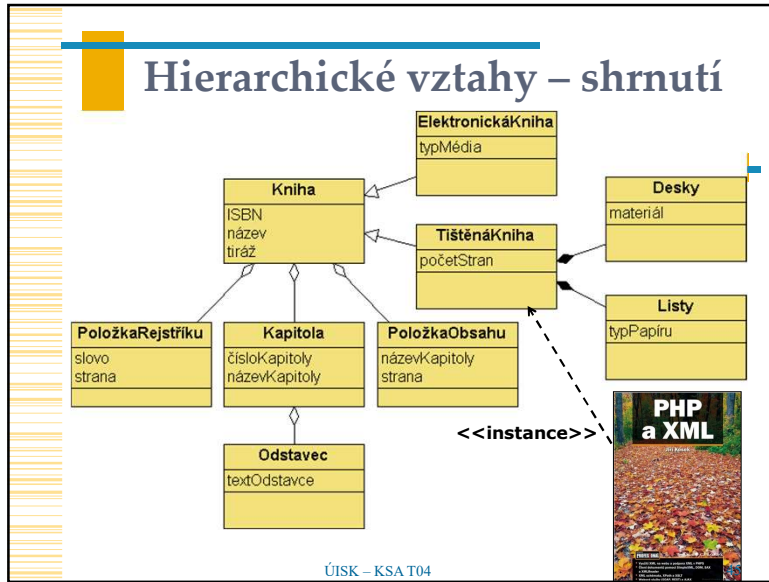 Hierarchické vztahy – shrnutí
ElektronickáKniha
typMédia
Kniha
ISBN
název
tiráž
TištěnáKniha
početStran
Desky
materiál
Listy
typPapíru
PoložkaRejstříku
slovo
strana
Kapitola
čísloKapitoly
názevKapitoly
PoložkaObsahu
názevKapitoly
strana
Odstavec
textOdstavce
<<instance>>
PHP
a XML
ÚISK – KSA T04